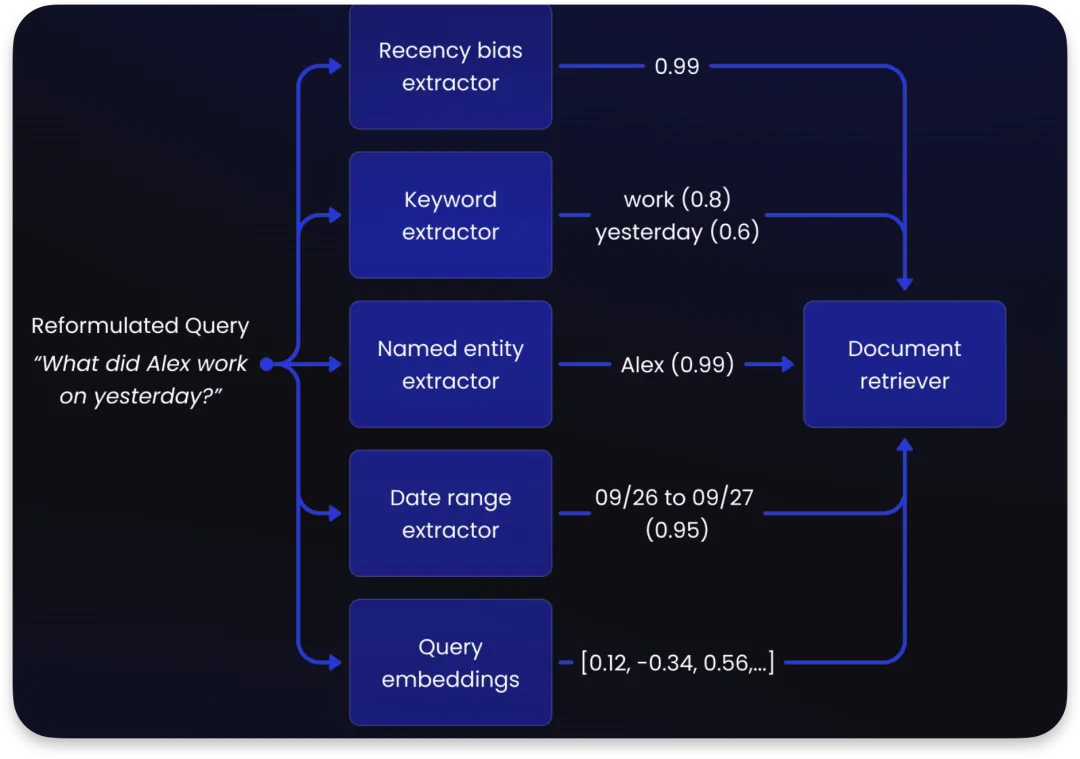 Recency bias
extractor
0.99
Keyword
extractor
work (0.8)
yesterday (0.6)
Reformulated Query
“What did Alex work
on yesterday?”
Named entity
extractor
Alex (0.99)
Document
retriever
Date range
extractor
09/26 to 09/27
(0.95)
Query
embeddings
[0.12, -0.34, 0.56,...]